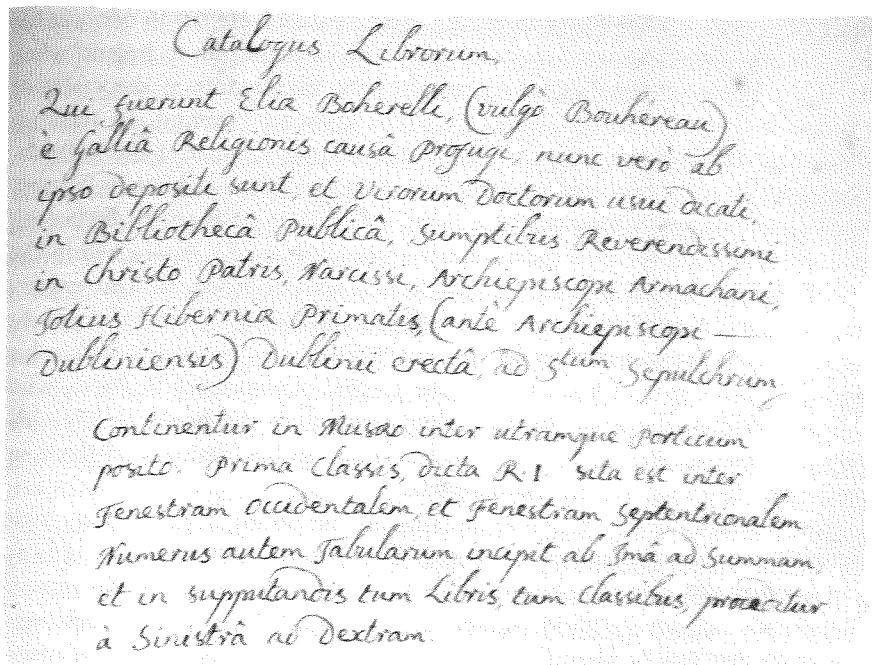 Catalogus Librorum,
Qui fuerunt Eliæ Boherelli, (vulgò Bouhéreau)
è Galliâ Religionis causâ profugi, nunc verò ab
ipso depositi sunt, et Virorum Doctorum usui dicati,
in Bibliothecâ Publicâ, sumptibus Reverendissimi
in Christo Patris, Narcissi, Archiepiscopi Armachani,
Totius Hiberniæ Primatis, (antè Archiepiscopi —
Dubliniensis) Dublinii erectâ, ad Stum Sepulchrum,
Continentur in Musæo inter utramque Porticum
posito. Prima Classis, dicta R.I sita est inter
Fenestram Occidentalem, et Fenestram Septentrionalem
Numerus autem Tabularum incipit ab Imâ ad Summam,
et in supputandis tum Libris, tum Classibus, proceditur
à Sinistrâ ad Dextram.